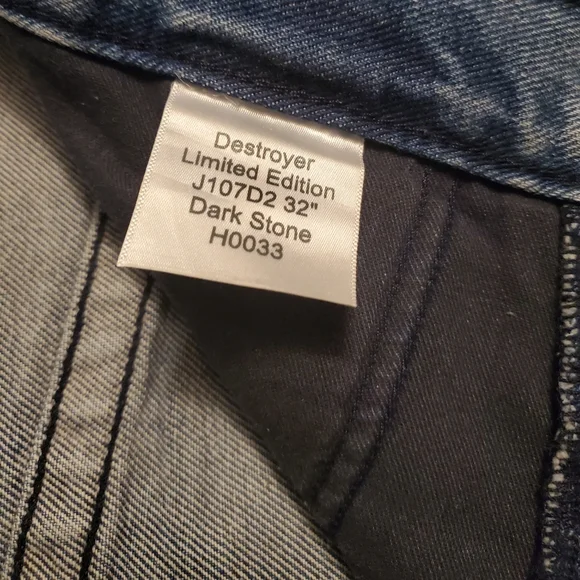 Destroyer
Limited Edition
J107D2 32"
Dark Stone
H0033